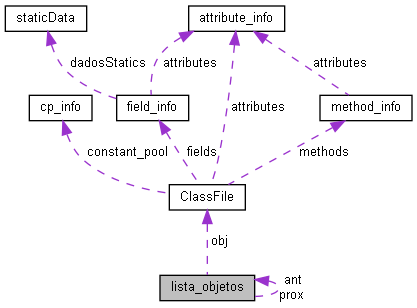 staticData
attribute_info
dadosStatics
attributes
cp_info
field_info
attributes
attributes
method_info
constant_pool
fields
methods
ClassFile
obj
lista_objetos
ant
prox